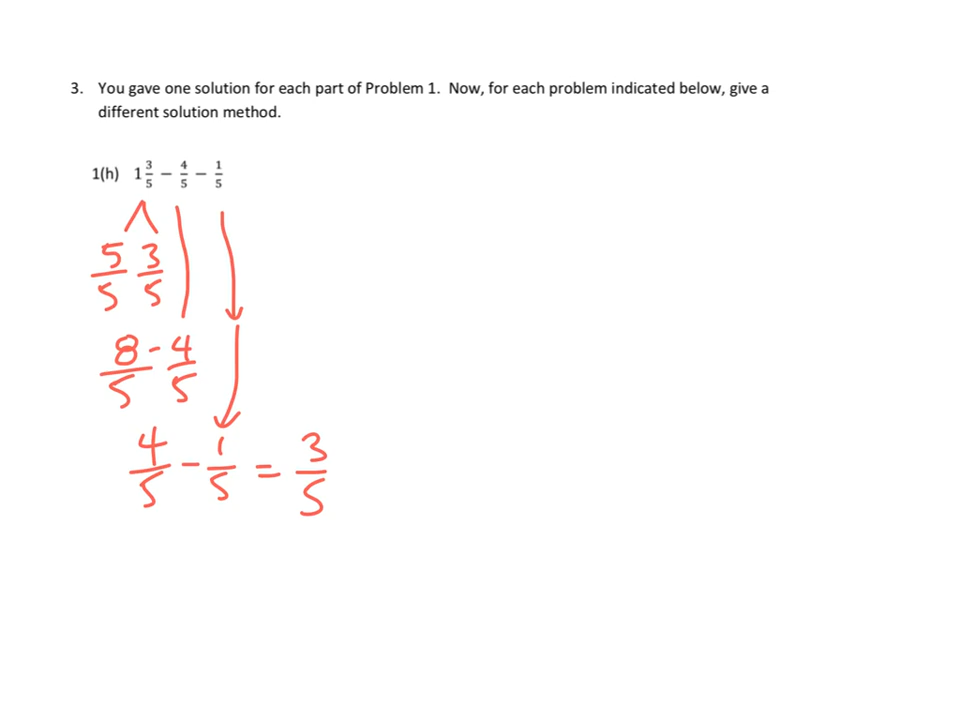 3. You gave one solution for each part of Problem 1. Now, for each problem indicated below, give a
different solution method.
1(h) 1 3/5 − 4/5 − 1/5
5/5 3/5
8/5 - 4/5
4/5 - 1/5 = 3/5